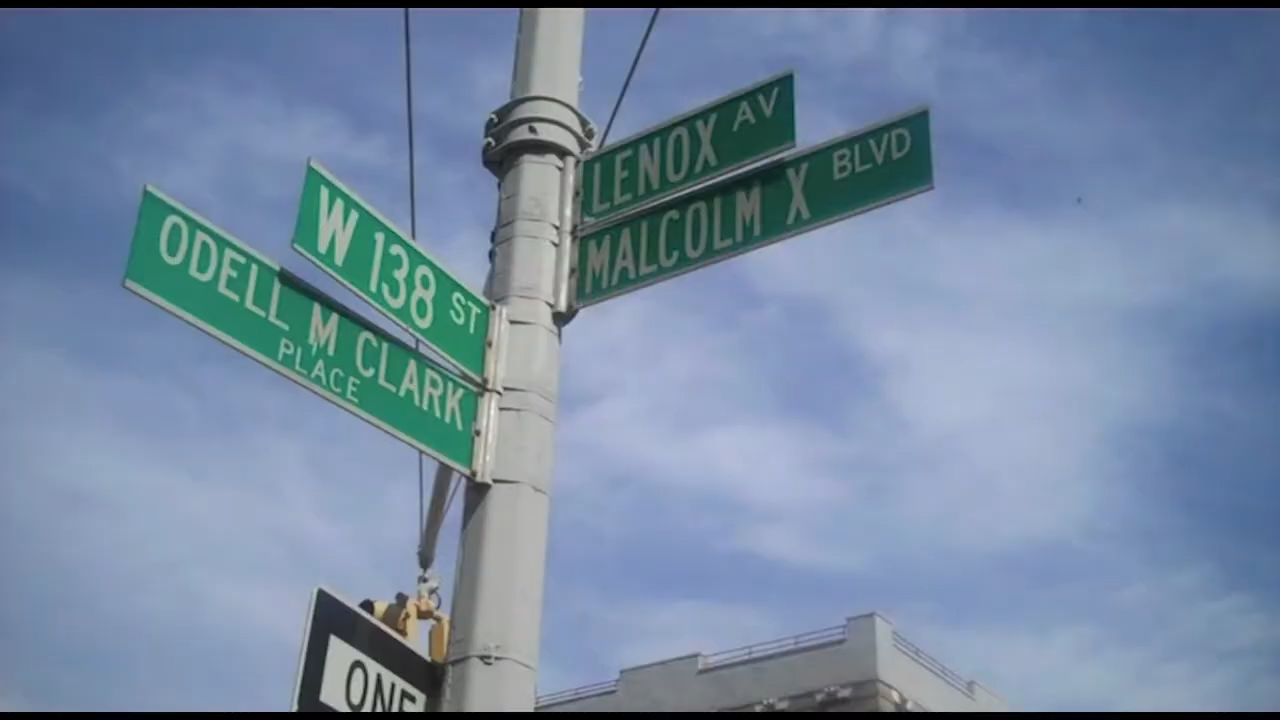 LENOX AV
MALCOLM X BLVD
W 138 ST
ODELL M CLARK
PLACE
ONE